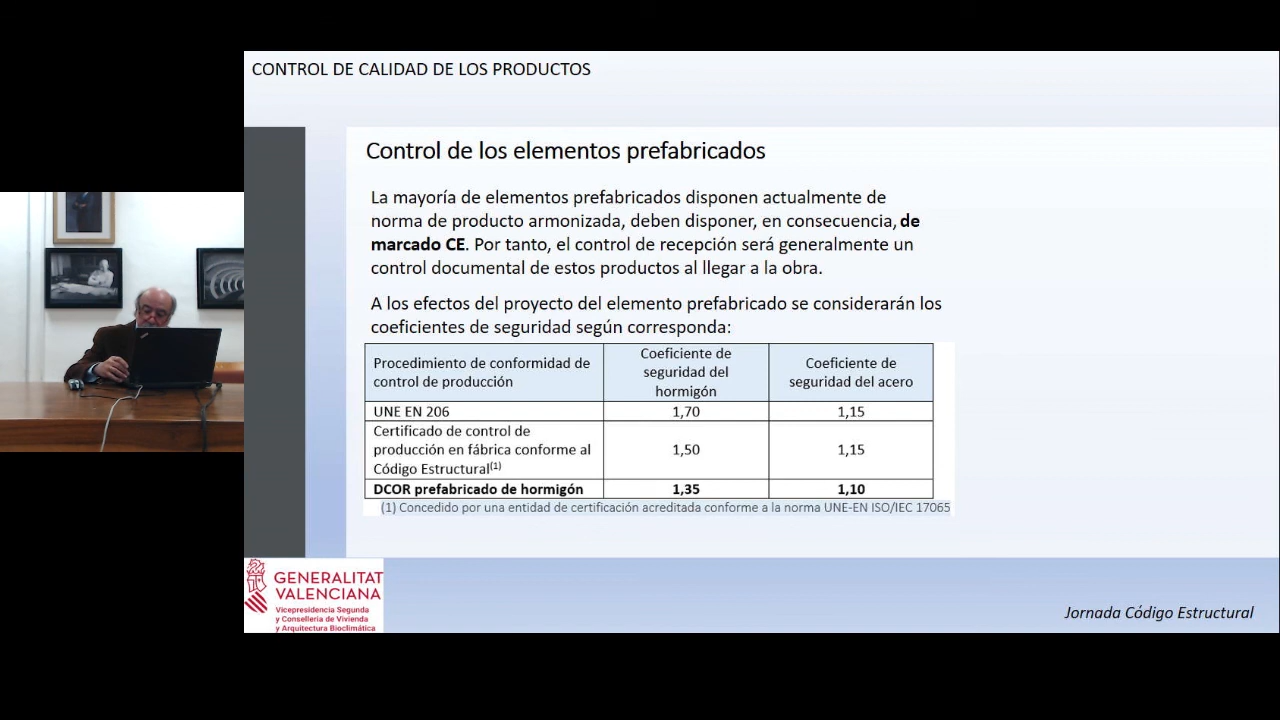 CONTROL DE CALIDAD DE LOS PRODUCTOS
Control de los elementos prefabricados
La mayoría de elementos prefabricados disponen actualmente de
norma de producto armonizada, deben disponer, en consecuencia, de
marcado CE. Por tanto, el control de recepción será generalmente un
control documental de estos productos al llegar a la obra.
A los efectos del proyecto del elemento prefabricado se considerarán los
coeficientes de seguridad según corresponda:
Procedimiento de conformidad de
control de producción
Coeficiente de
seguridad del
hormigón
Coeficiente de
seguridad del acero
UNE EN 206
1,70
1,15
Certificado de control de
producción en fábrica conforme al
Código Estructural(1)
1,50
1,15
DCOR prefabricado de hormigón
1,35
1,10
(1) Concedido por una entidad de certificación acreditada conforme a la norma UNE-EN ISO/IEC 17065
GENERALITAT
VALENCIANA
Vicepresidencia Segunda
y Conselleria de Vivienda
y Arquitectura Bioclimática
Jornada Código Estructural